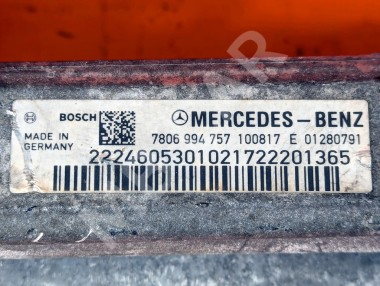 BOSCH
MERCEDES-BENZ
MADE IN
GERMANY
7806 994 757 100817 E 01280791
2224605301021722201365